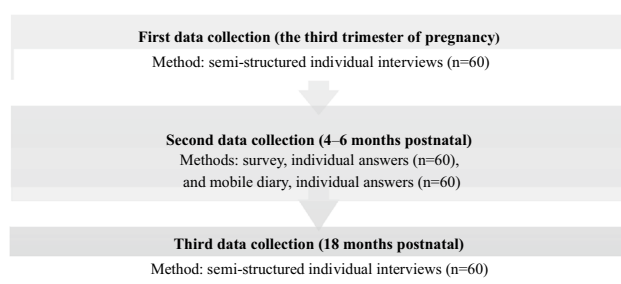 First data collection (the third trimester of pregnancy)
Method: semi-structured individual interviews (n=60)
Second data collection (4–6 months postnatal)
Methods: survey, individual answers (n=60),
and mobile diary, individual answers (n=60)
Third data collection (18 months postnatal)
Method: semi-structured individual interviews (n=60)